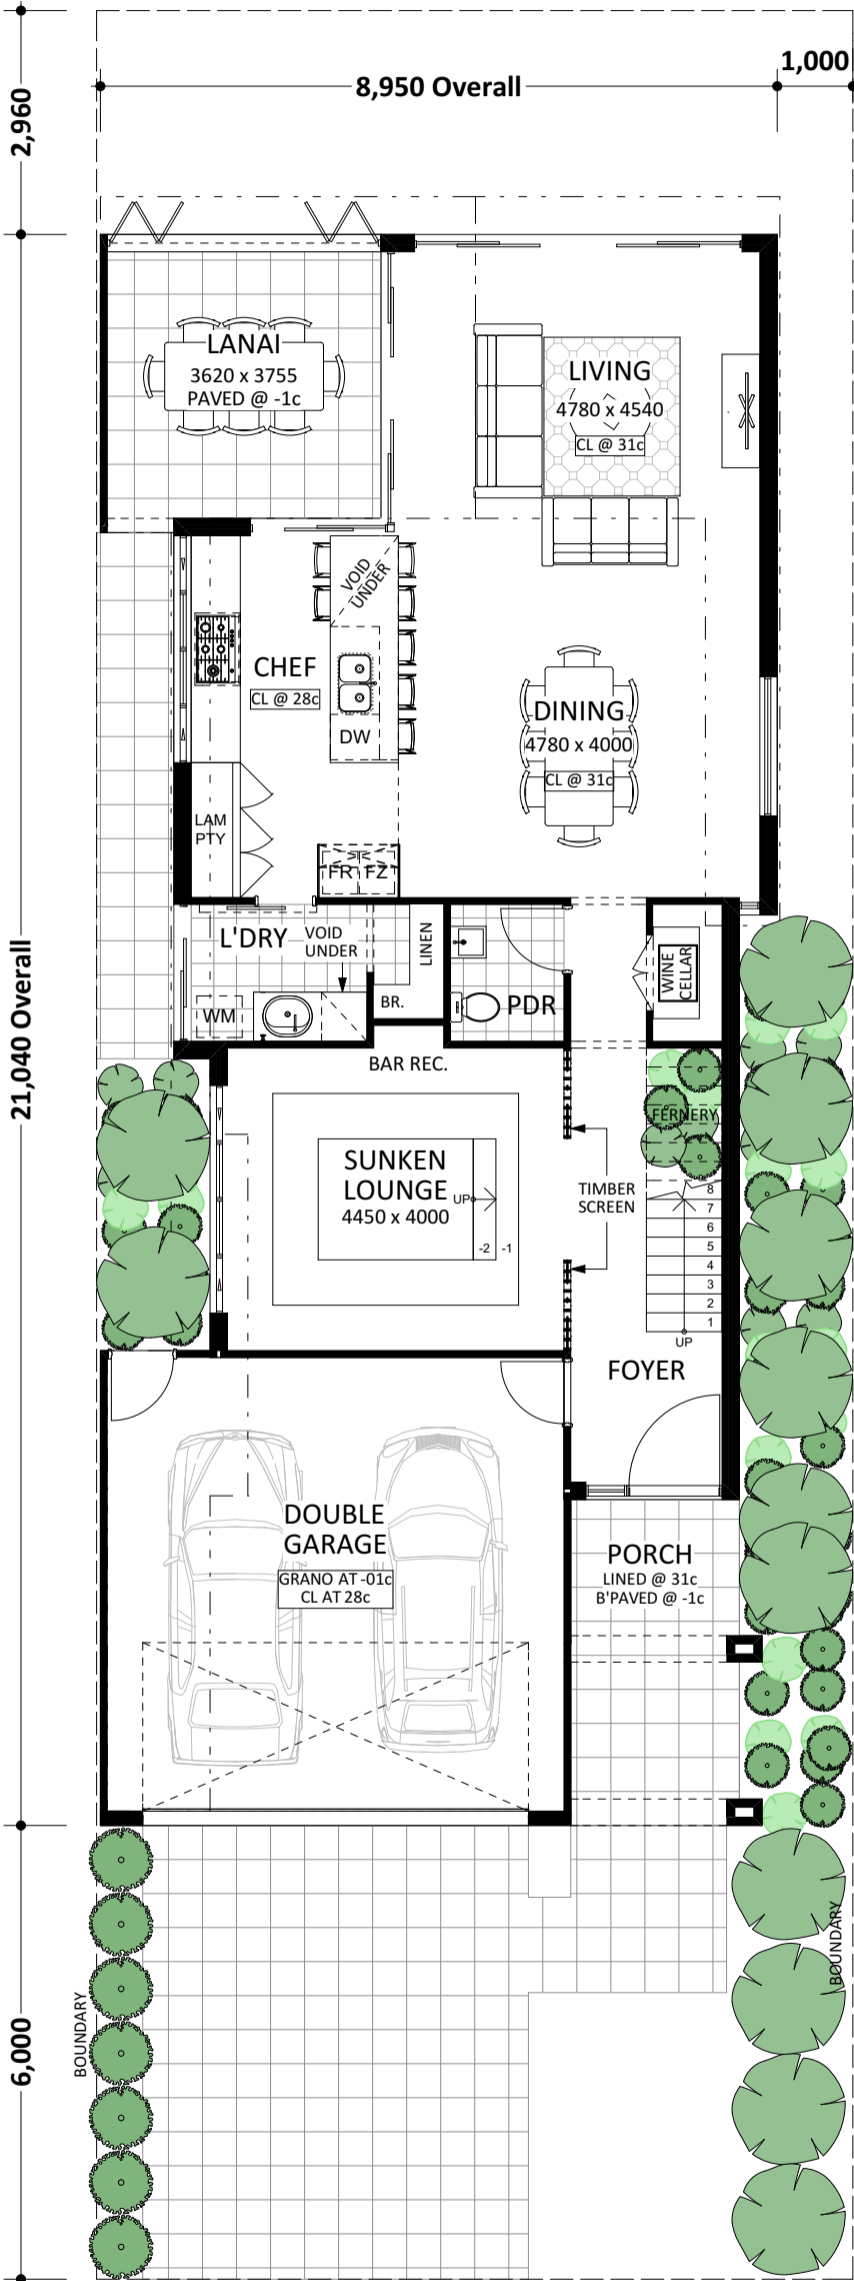 1,000
8,950 Overall
2,960
LANAI
3620 x 3755
PAVED @ -1c
LIVING
4780 x 4540
CL @ 31c
VOID
UNDER
CHEF
CL @ 28c
DW
DINING
4780 x 4000
CL @ 31c
LAM
PTY
FR
FZ
L'DRY
VOID
UNDER
LINEN
WM
BR.
PDR
WINE
CELLAR
21,040 Overall
BAR REC.
FERNERY
SUNKEN
LOUNGE
4450 x 4000
UP
-2
-1
TIMBER
SCREEN
8
7
6
5
4
3
2
1
UP
FOYER
DOUBLE
GARAGE
GRANO AT -01c
CL AT 28c
PORCH
LINED @ 31c
B'PAVED @ -1c
BOUNDARY
BOUNDARY
6,000